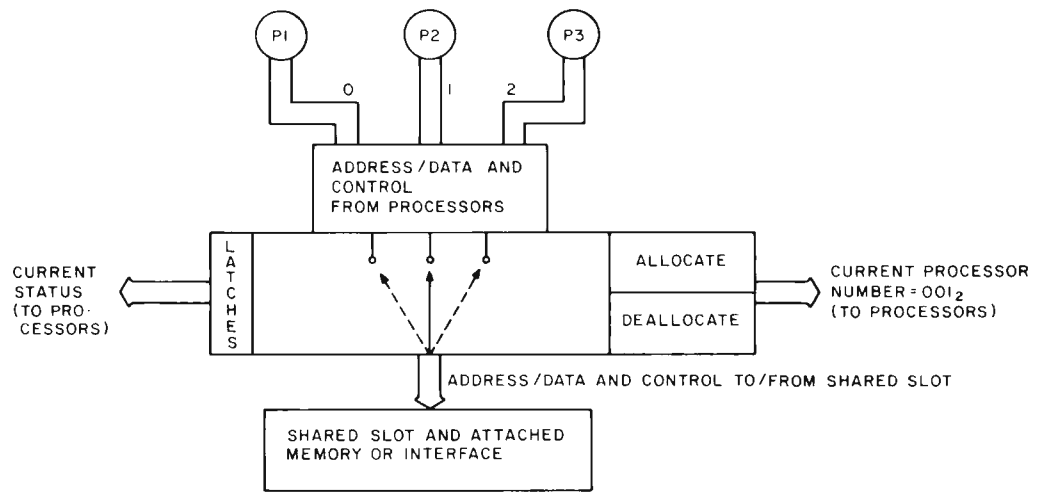 P1
P2
P3
0
1
2
ADDRESS/DATA AND
CONTROL
FROM PROCESSORS
LATCHES
ALLOCATE
DEALLOCATE
CURRENT
STATUS
(TO PRO-
CESSORS)
CURRENT PROCESSOR
NUMBER=001₂
(TO PROCESSORS)
ADDRESS/DATA AND CONTROL TO/FROM SHARED SLOT
SHARED SLOT AND ATTACHED
MEMORY OR INTERFACE